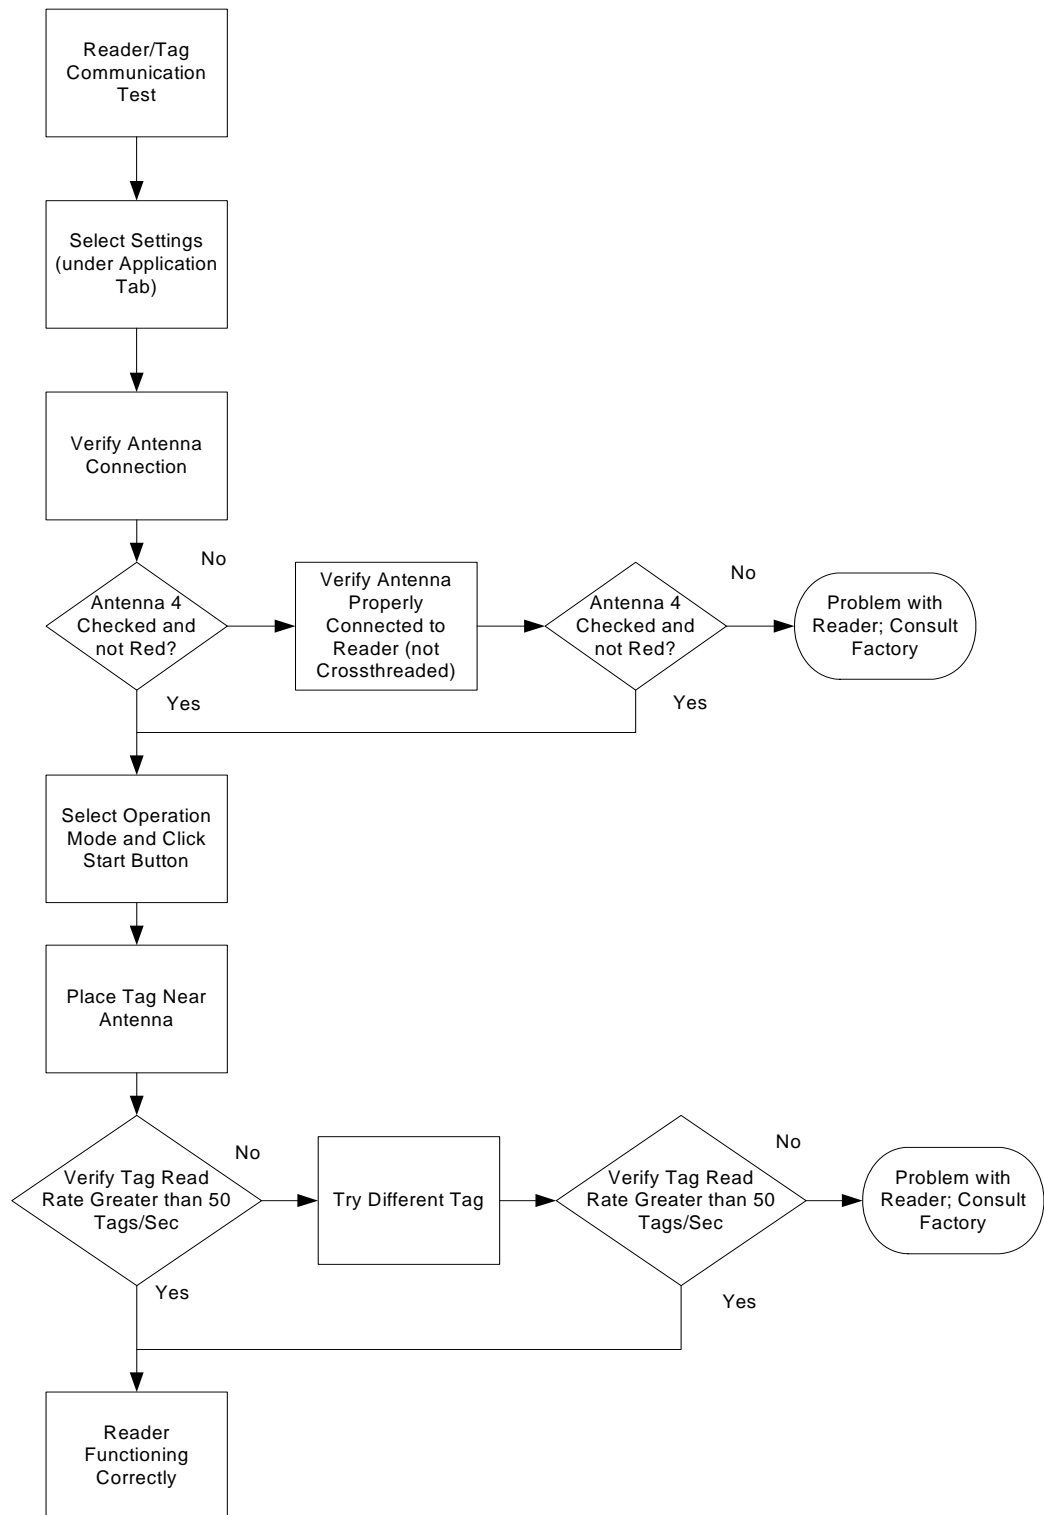 Reader/Tag
Communication
Test
Select Settings
(under Application
Tab)
Verify Antenna
Connection
No
Antenna 4
Checked and
not Red?
Yes
Verify Antenna
Properly
Connected to
Reader (not
Crossthreaded)
Antenna 4
Checked and
not Red?
No
Yes
Problem with
Reader; Consult
Factory
Select Operation
Mode and Click
Start Button
Place Tag Near
Antenna
Verify Tag Read
Rate Greater than 50
Tags/Sec
No
Yes
Try Different Tag
Verify Tag Read
Rate Greater than 50
Tags/Sec
No
Yes
Problem with
Reader; Consult
Factory
Reader
Functioning
Correctly